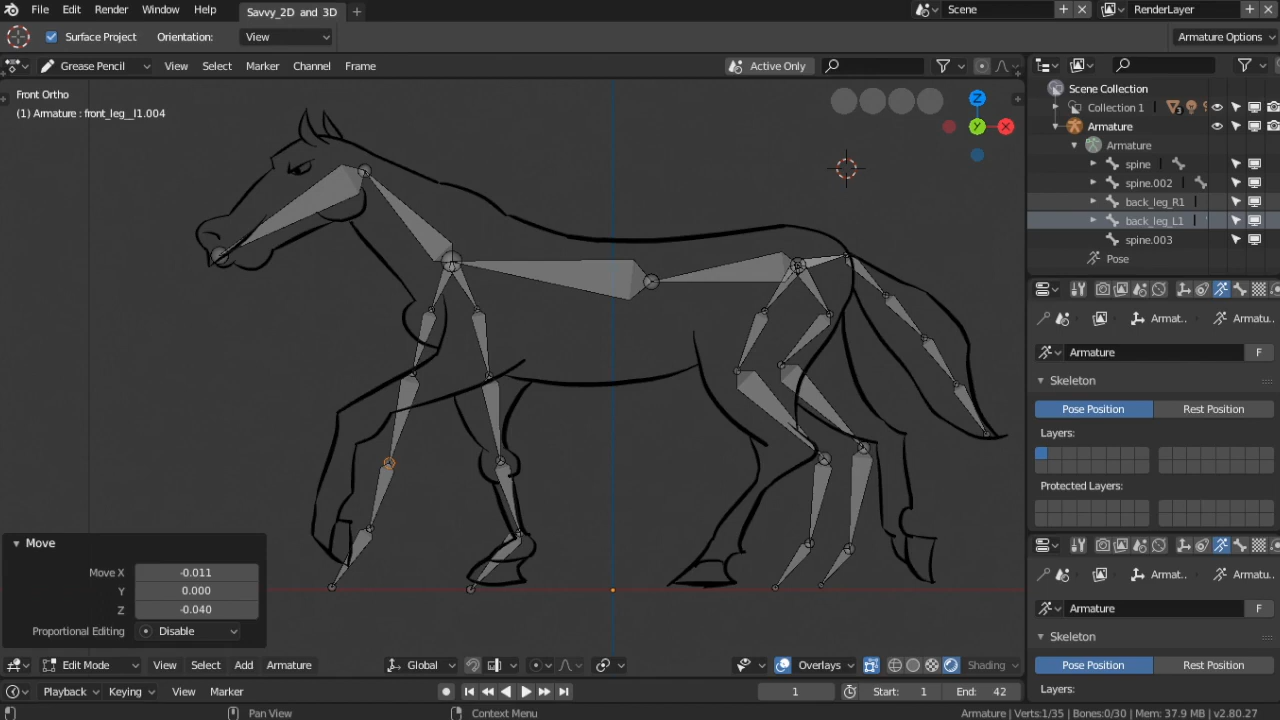 File Edit Render Window Help Savvy_2D and 3D Scene RenderLayer
Surface Project Orientation: View Armature Options
Grease Pencil View Select Marker Channel Frame Active Only
Front Ortho
(1) Armature : front_leg__l1.004
Z
Y
X
Scene Collection
Collection 1
3
Armature
Armature
spine
spine.002
back_leg_R1
back_leg_L1
spine.003
Pose
Armat.. Armatu..
Armature F
Skeleton
Pose Position Rest Position
Layers:
Protected Layers:
Armat.. Armatu..
Armature F
Skeleton
Pose Position Rest Position
Layers:
Move
Move X -0.011
Y 0.000
Z -0.040
Proportional Editing Disable
Edit Mode View Select Add Armature Global Overlays Shading
Playback Keying View Marker 1 Start: 1 End: 42
Pan View Context Menu Armature | Verts:1/35 | Bones:0/30 | Mem: 37.9 MB | v2.80.27